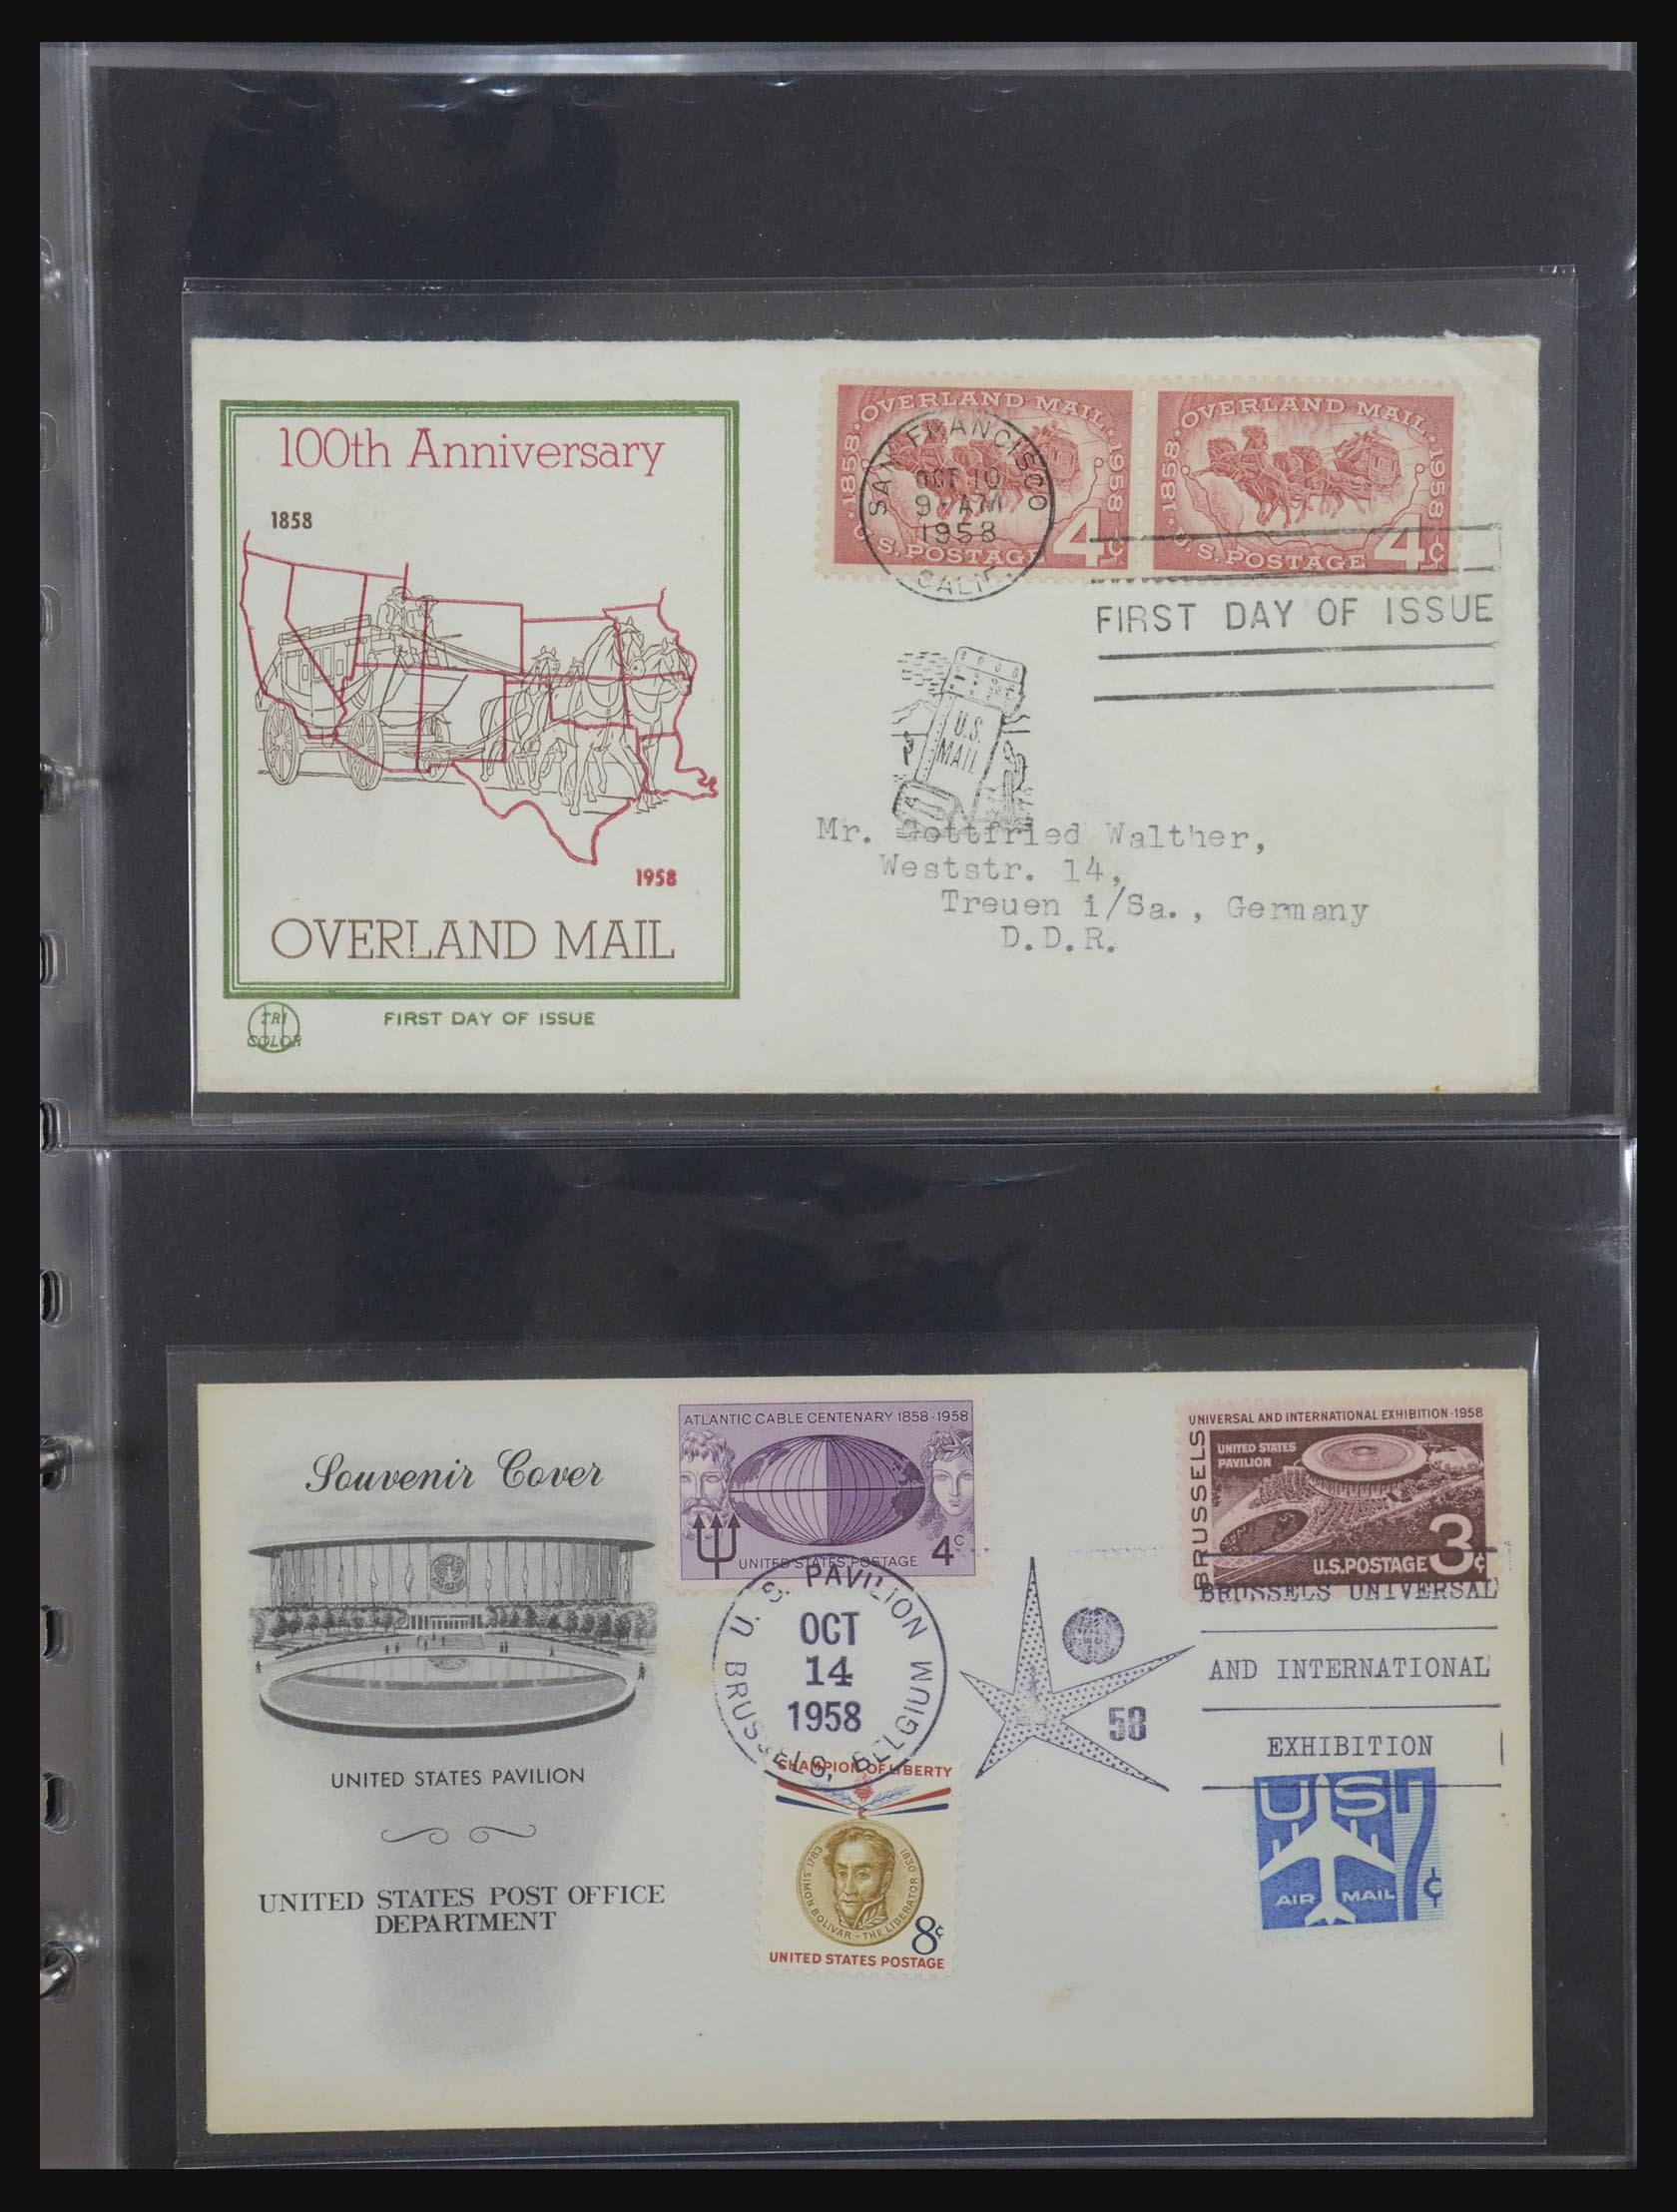 100th Anniversary
1858
1958
OVERLAND MAIL
TRI
COLOR
FIRST DAY OF ISSUE
1858 · OVERLAND MAIL · 1958
U.S. POSTAGE 4¢
1858 · OVERLAND MAIL · 1958
U.S. POSTAGE 4¢
SAN FRANCISCO
OCT 10
9 - AM
1958
CALIF.
FIRST DAY OF ISSUE
U.S.
MAIL
Mr. Gottfried Walther,
Weststr. 14,
Treuen i/Sa., Germany
D.D.R.
Souvenir Cover
UNITED STATES PAVILION
UNITED STATES POST OFFICE
DEPARTMENT
ATLANTIC CABLE CENTENARY 1858-1958
UNITED STATES POSTAGE 4¢
UNIVERSAL AND INTERNATIONAL EXHIBITION·1958
BRUSSELS
UNITED STATES
PAVILION
U.S.POSTAGE 3¢
U. S. PAVILION
OCT
14
1958
BRUSSELS, BELGIUM
58
BRUSSELS UNIVERSAL
AND INTERNATIONAL
EXHIBITION
CHAMPION OF LIBERTY
SIMON BOLIVAR - THE LIBERATOR
1783 1830
8¢
UNITED STATES POSTAGE
US
AIR MAIL
7¢